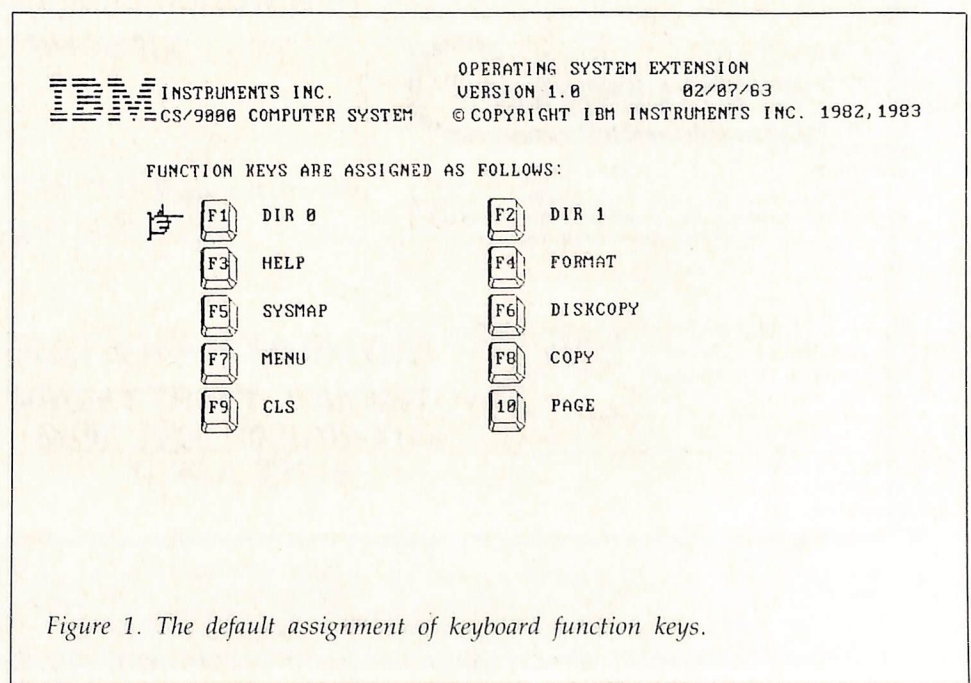 OPERATING SYSTEM EXTENSION
IBM INSTRUMENTS INC. VERSION 1.0 02/07/83
CS/9000 COMPUTER SYSTEM © COPYRIGHT IBM INSTRUMENTS INC. 1982,1983
FUNCTION KEYS ARE ASSIGNED AS FOLLOWS:
F1 DIR 0 F2 DIR 1
F3 HELP F4 FORMAT
F5 SYSMAP F6 DISKCOPY
F7 MENU F8 COPY
F9 CLS 10 PAGE
Figure 1. The default assignment of keyboard function keys.